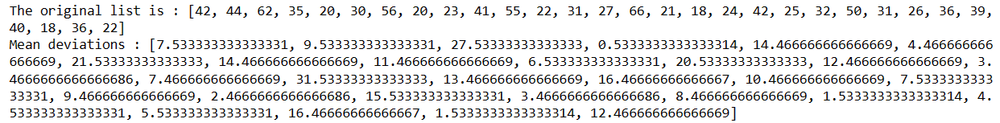 The original list is : [42, 44, 62, 35, 20, 30, 56, 20, 23, 41, 55, 22, 31, 27, 66, 21, 18, 24, 42, 25, 32, 50, 31, 26, 36, 39,
40, 18, 36, 22]
Mean deviations : [7.533333333333331, 9.533333333333331, 27.53333333333333, 0.5333333333333314, 14.466666666666669, 4.466666666
666669, 21.53333333333333, 14.466666666666669, 11.466666666666669, 6.533333333333331, 20.53333333333333, 12.466666666666669, 3.
4666666666666686, 7.466666666666669, 31.53333333333333, 13.466666666666669, 16.46666666666667, 10.466666666666669, 7.5333333333
33331, 9.466666666666669, 2.4666666666666686, 15.533333333333331, 3.4666666666666686, 8.466666666666669, 1.5333333333333314, 4.
533333333333331, 5.533333333333331, 16.46666666666667, 1.5333333333333314, 12.466666666666669]